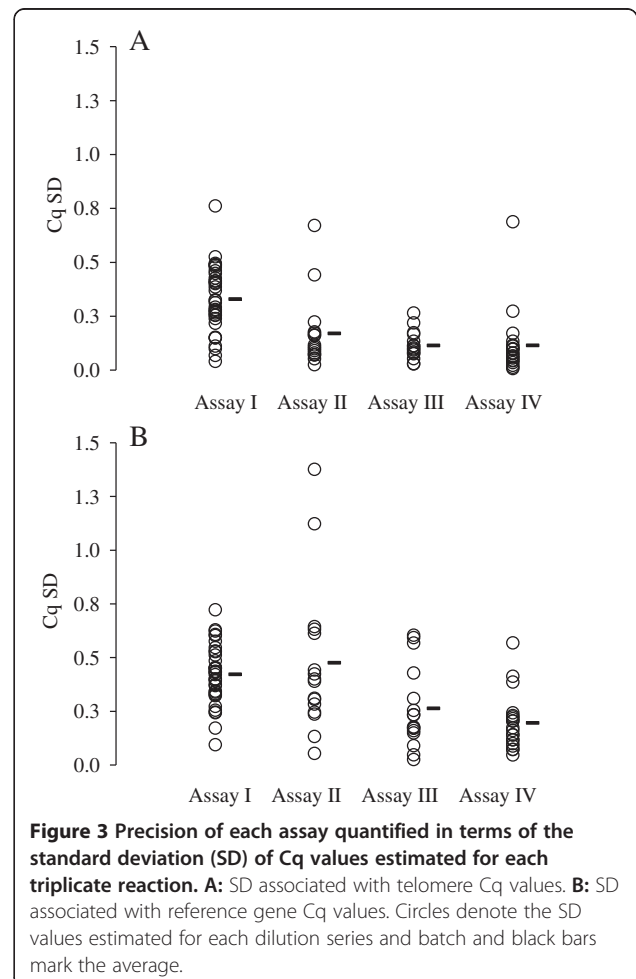 A
1.5
1.3
1.0
0.8
0.5
0.3
0.0
Cq SD
Assay I Assay II Assay III Assay IV
B
1.5
1.3
1.0
0.8
0.5
0.3
0.0
Cq SD
Assay I Assay II Assay III Assay IV
Figure 3 Precision of each assay quantified in terms of the
standard deviation (SD) of Cq values estimated for each
triplicate reaction. A: SD associated with telomere Cq values. B: SD
associated with reference gene Cq values. Circles denote the SD
values estimated for each dilution series and batch and black bars
mark the average.